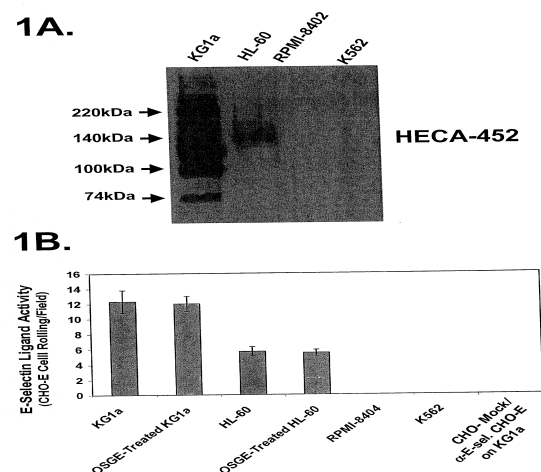 1A.
KG1a HL-60 RPMI-8402 K562
220kDa
140kDa
100kDa
74kDa
HECA-452
1B.
E-Selectin Ligand Activity
(CHO-E Celll Rolling/Field)
16
14
12
10
8
6
4
2
0
KG1a
OSGE-Treated KG1a
HL-60
OSGE-Treated HL-60
RPMI-8404
K562
CHO- Mock/
α-E-sel. CHO-E
on KG1a